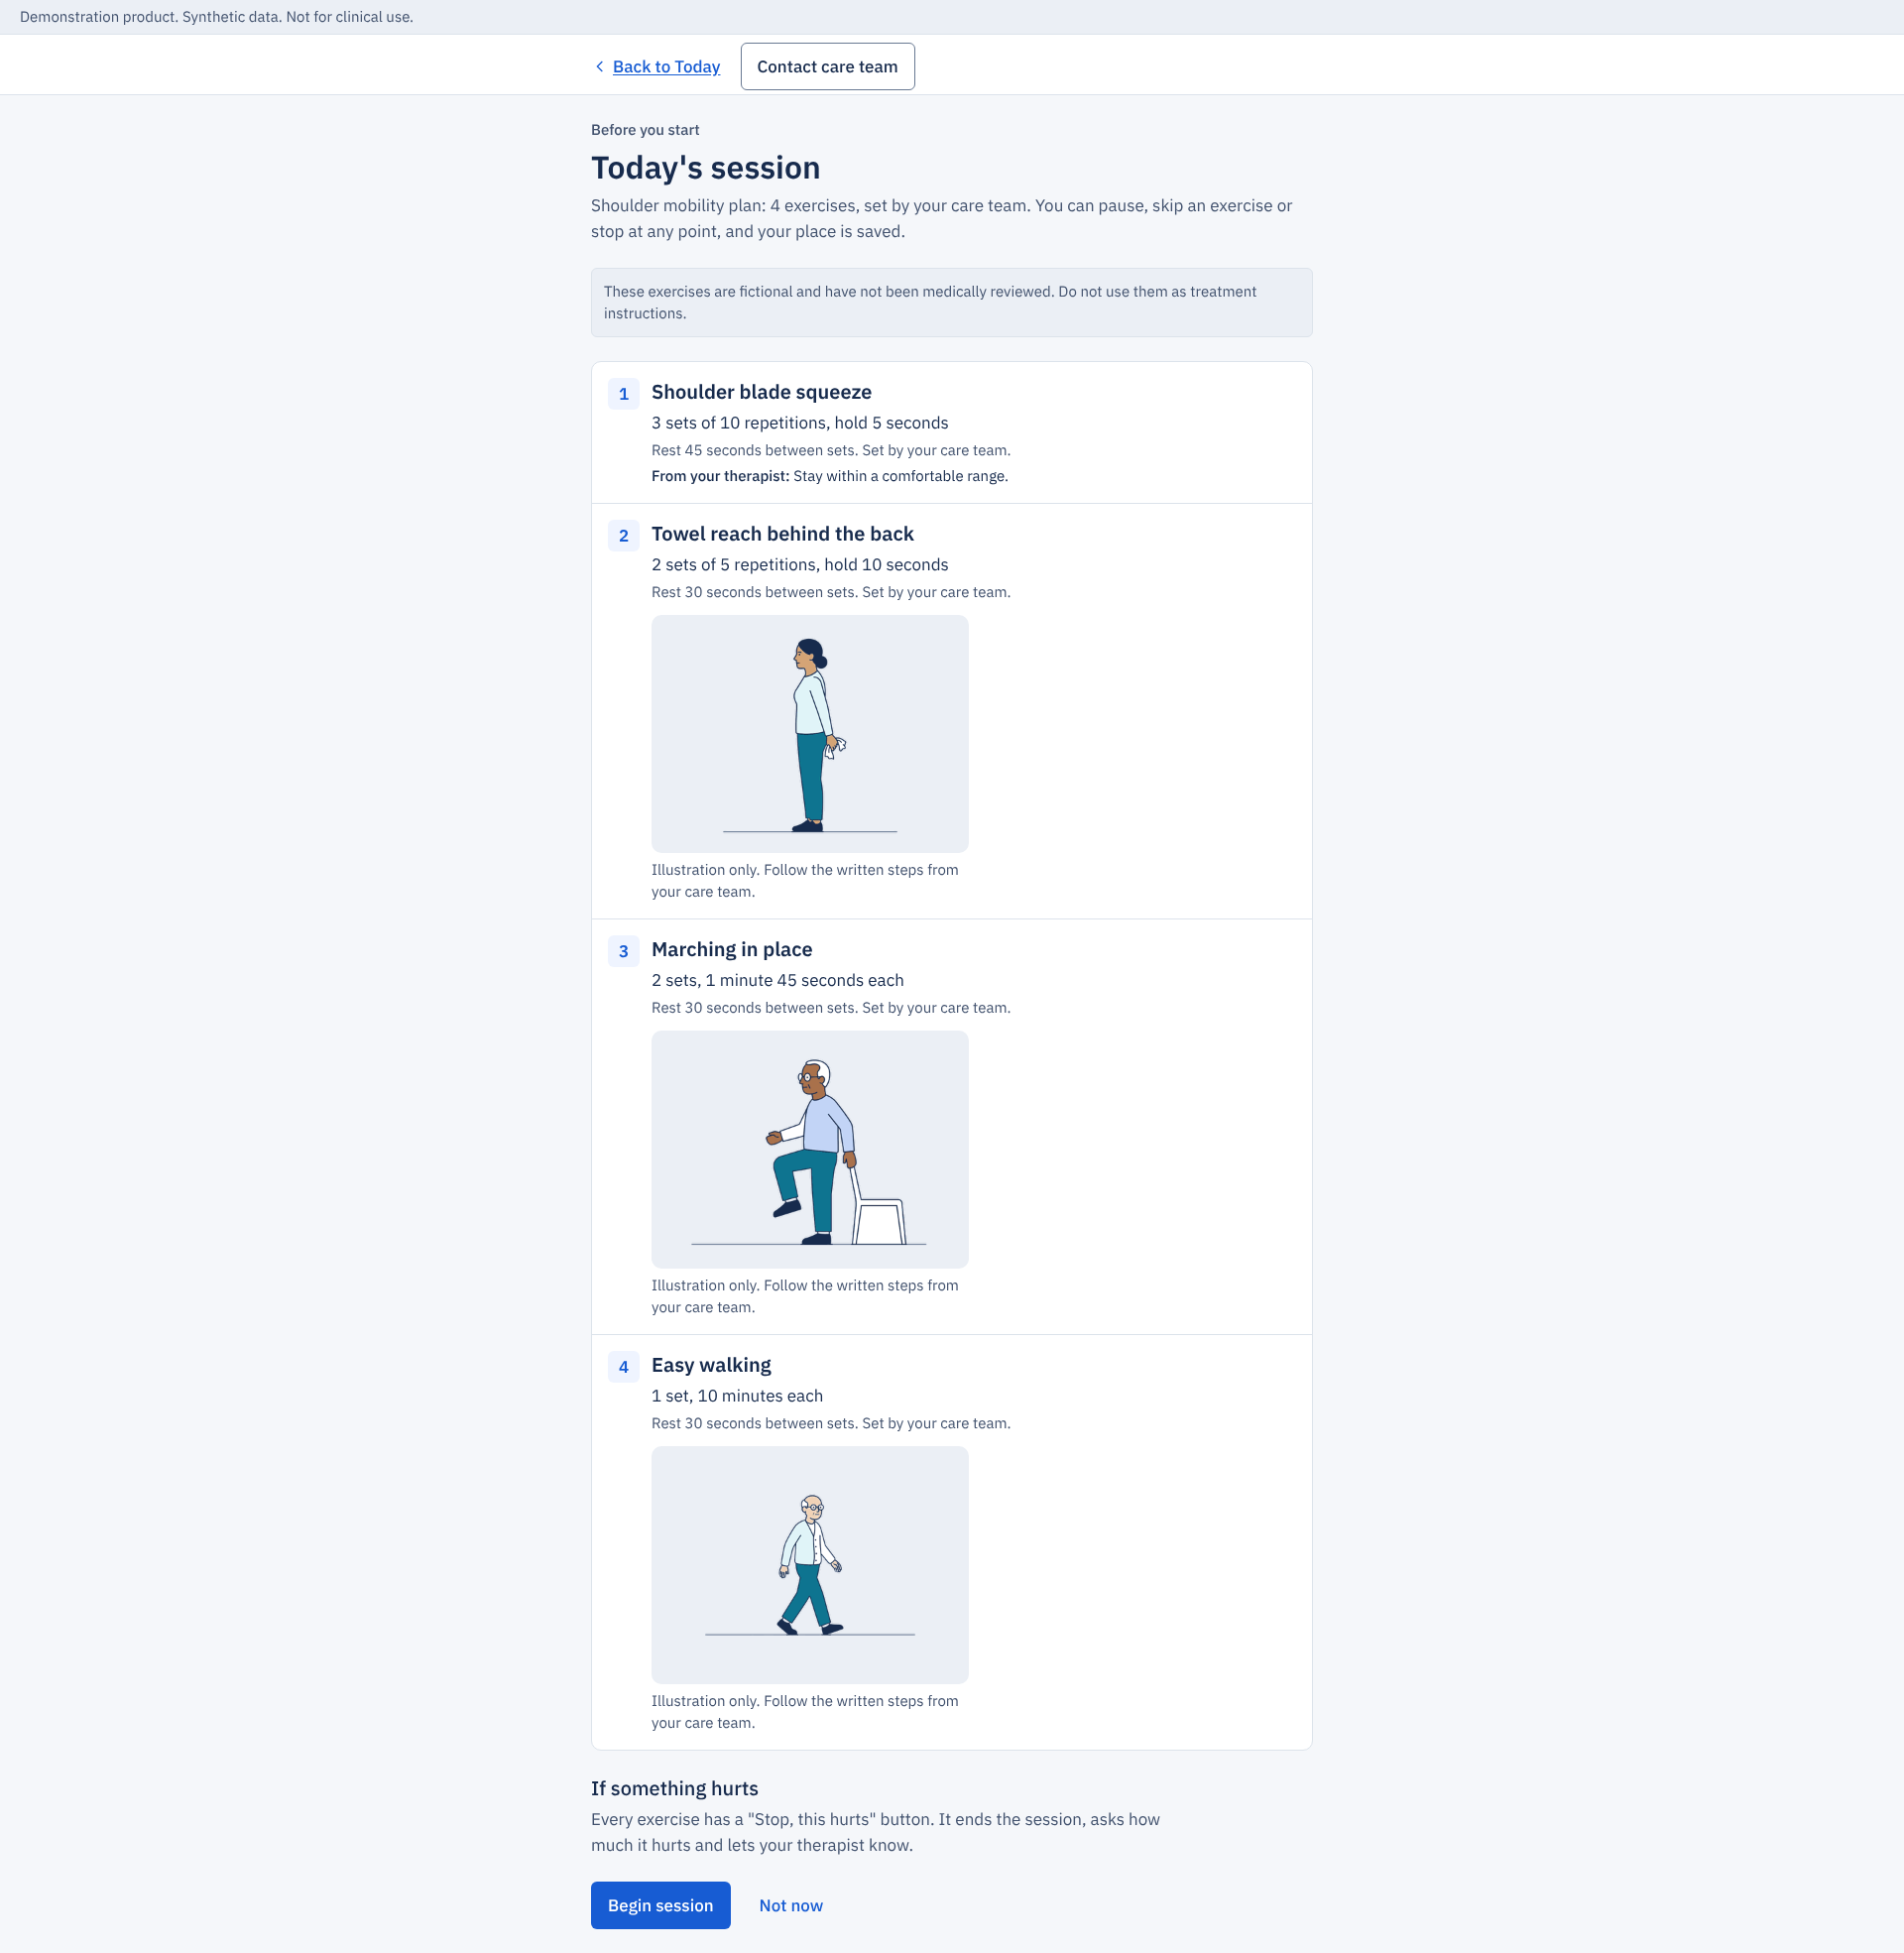 Demonstration product. Synthetic data. Not for clinical use.
Back to Today
Contact care team
Before you start
Today's session
Shoulder mobility plan: 4 exercises, set by your care team. You can pause, skip an exercise or
stop at any point, and your place is saved.
These exercises are fictional and have not been medically reviewed. Do not use them as treatment
instructions.
1
Shoulder blade squeeze
3 sets of 10 repetitions, hold 5 seconds
Rest 45 seconds between sets. Set by your care team.
From your therapist: Stay within a comfortable range.
2
Towel reach behind the back
2 sets of 5 repetitions, hold 10 seconds
Rest 30 seconds between sets. Set by your care team.
Illustration only. Follow the written steps from
your care team.
3
Marching in place
2 sets, 1 minute 45 seconds each
Rest 30 seconds between sets. Set by your care team.
Illustration only. Follow the written steps from
your care team.
4
Easy walking
1 set, 10 minutes each
Rest 30 seconds between sets. Set by your care team.
Illustration only. Follow the written steps from
your care team.
If something hurts
Every exercise has a "Stop, this hurts" button. It ends the session, asks how
much it hurts and lets your therapist know.
Begin session
Not now